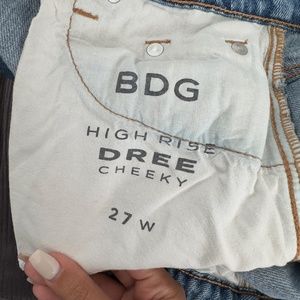 BDG
HIGH RISE
DREE
CHEEKY
27 W